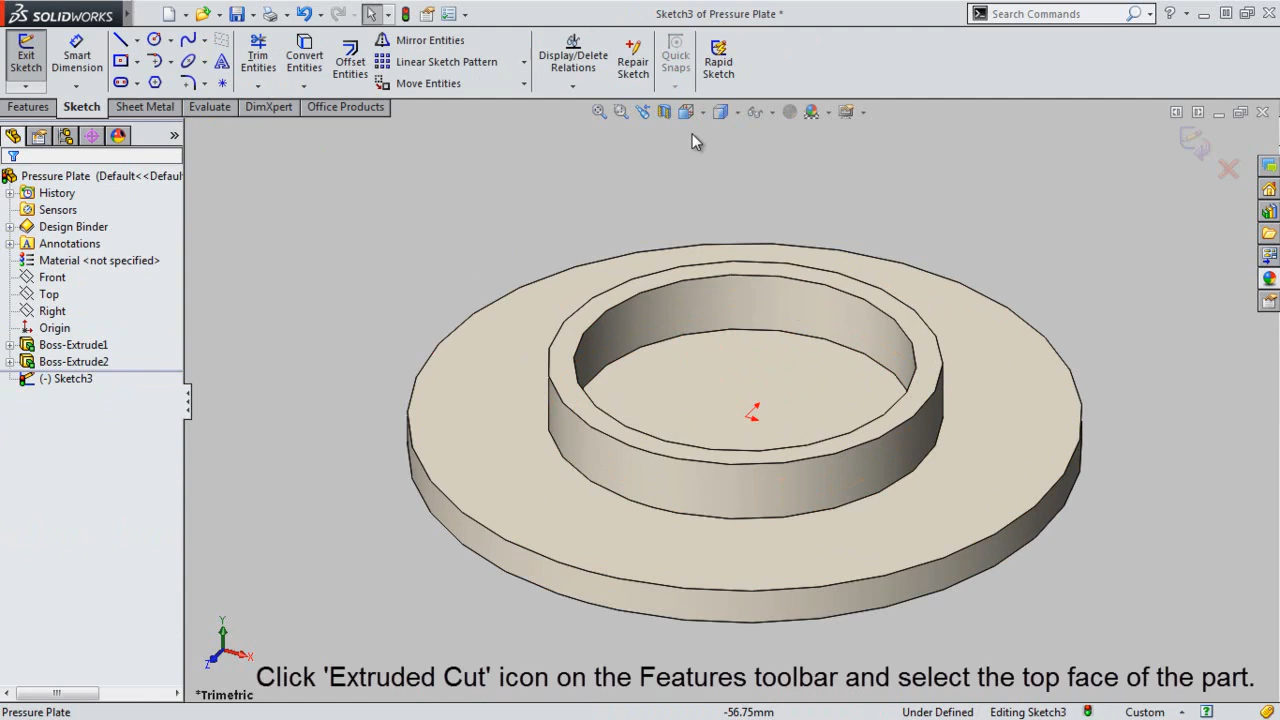 SOLIDWORKS
Sketch3 of Pressure Plate *
Search Commands
Exit Sketch
Smart Dimension
Trim Entities
Convert Entities
Offset Entities
Mirror Entities
Linear Sketch Pattern
Move Entities
Display/Delete Relations
Repair Sketch
Quick Snaps
Rapid Sketch
Features
Sketch
Sheet Metal
Evaluate
DimXpert
Office Products
Pressure Plate (Default<<Defaul
History
Sensors
Design Binder
Annotations
Material <not specified>
Front
Top
Right
Origin
Boss-Extrude1
Boss-Extrude2
(-) Sketch3
Y
X
Z
*Trimetric
Click 'Extruded Cut' icon on the Features toolbar and select the top face of the part.
Pressure Plate
-56.75mm
Under Defined
Editing Sketch3
Custom